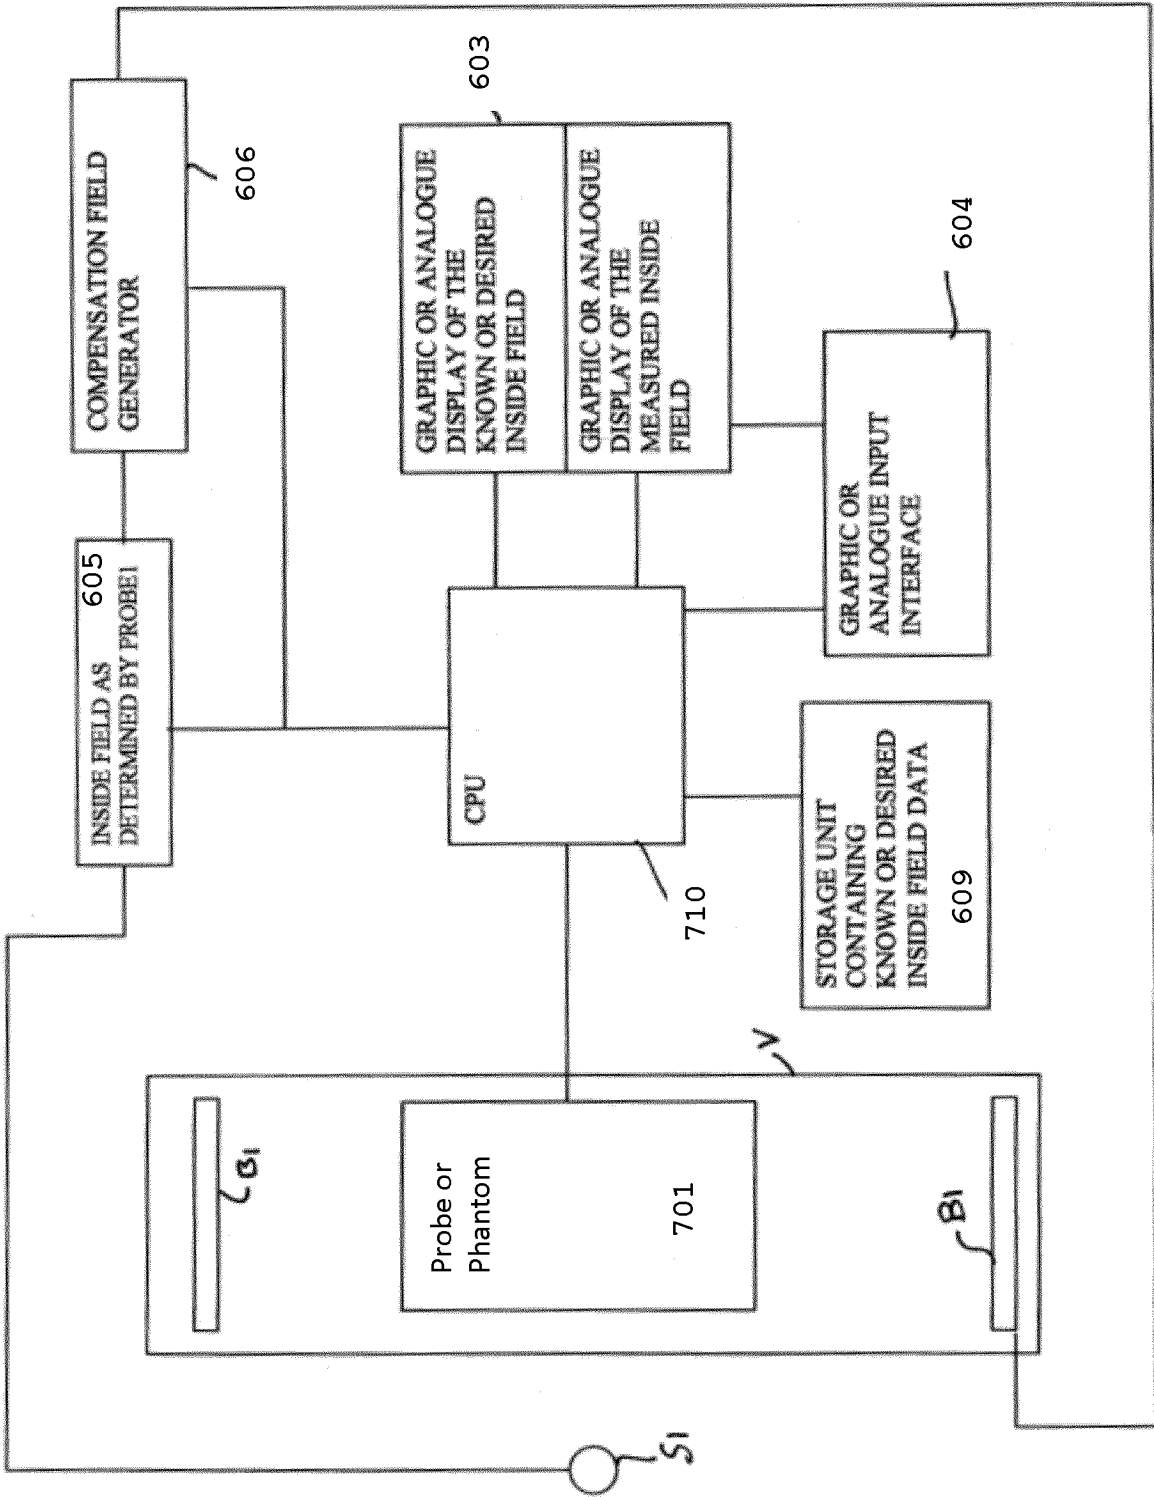 COMPENSATION FIELD
GENERATOR
606
605
INSIDE FIELD AS
DETERMINED BY PROBE1
603
GRAPHIC OR ANALOGUE
DISPLAY OF THE
KNOWN OR DESIRED
INSIDE FIELD
GRAPHIC OR ANALOGUE
DISPLAY OF THE
MEASURED INSIDE
FIELD
604
GRAPHIC OR
ANALOGUE INPUT
INTERFACE
CPU
710
STORAGE UNIT
CONTAINING
KNOWN OR DESIRED
INSIDE FIELD DATA
609
V
B1
Probe or
Phantom
701
B1
S1